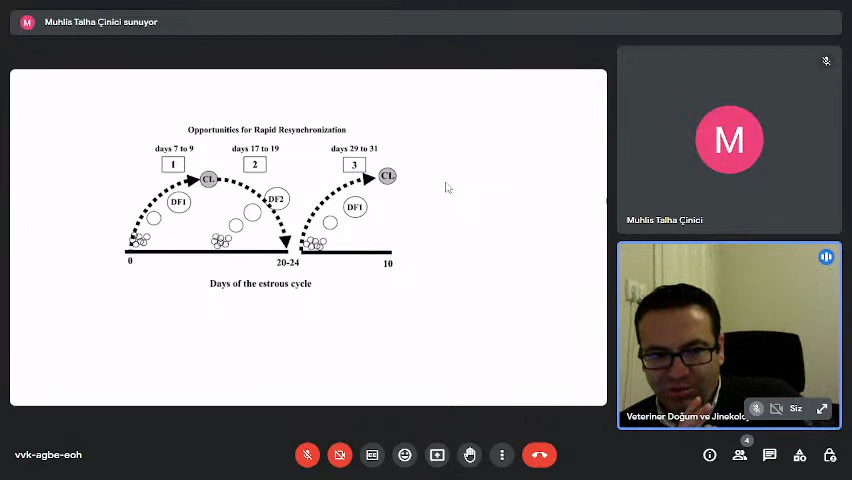 M Muhlis Talha Çinici sunuyor
Opportunities for Rapid Resynchronization
days 7 to 9 days 17 to 19 days 29 to 31
1 2 3
CL CL
DF1 DF2 DF1
0 20-24 10
Days of the estrous cycle
M
Muhlis Talha Çinici
Veteriner Doğum ve Jinekoloj
Siz
vvk-agbe-eoh
4